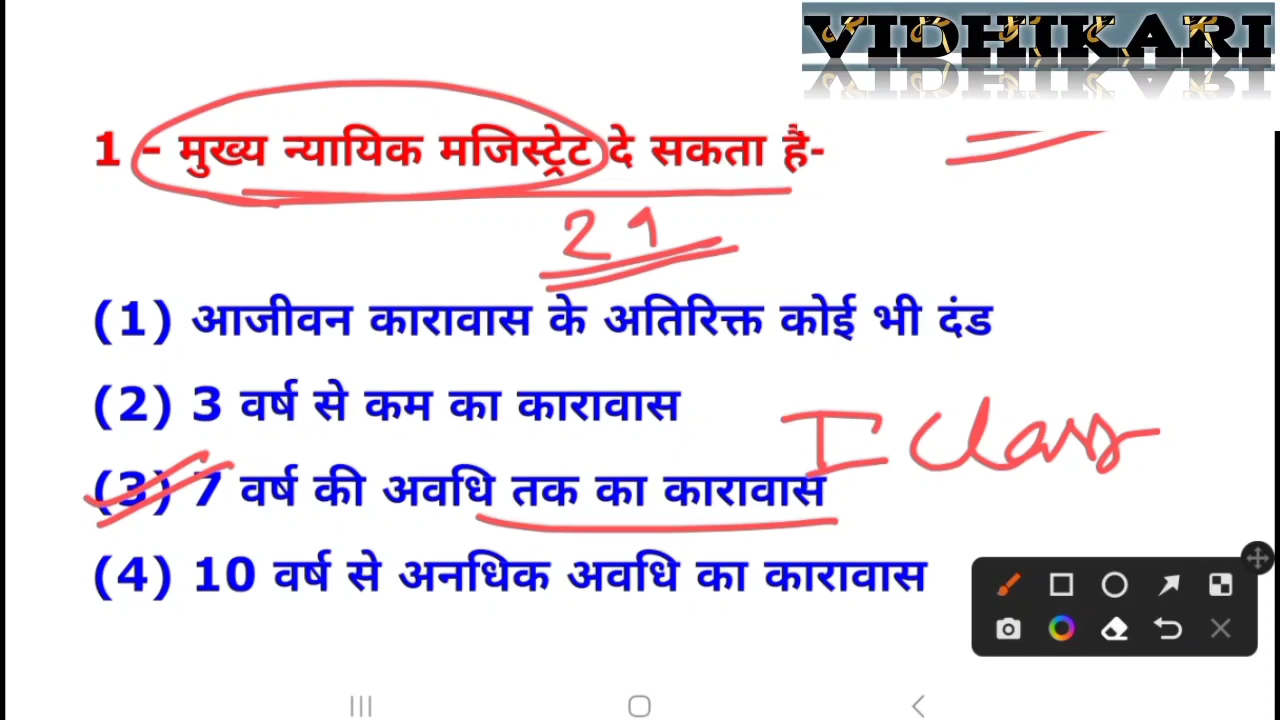 VIDHIKARI
1 - मुख्य न्यायिक मजिस्ट्रेट दे सकता है-
29
(1) आजीवन कारावास के अतिरिक्त कोई भी दंड
(2) 3 वर्ष से कम का कारावास
I Class
(3) 7 वर्ष की अवधि तक का कारावास
(4) 10 वर्ष से अनधिक अवधि का कारावास